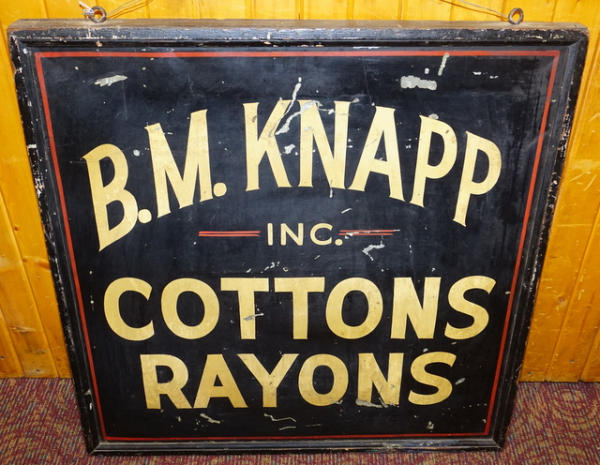 B.M. KNAPP
INC.
COTTONS
RAYONS